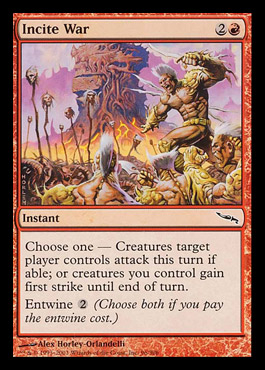 Incite War 2
Instant
Choose one — Creatures target
player controls attack this turn if
able; or creatures you control gain
first strike until end of turn.
Entwine 2 (Choose both if you pay
the entwine cost.)
Alex Horley-Orlandelli